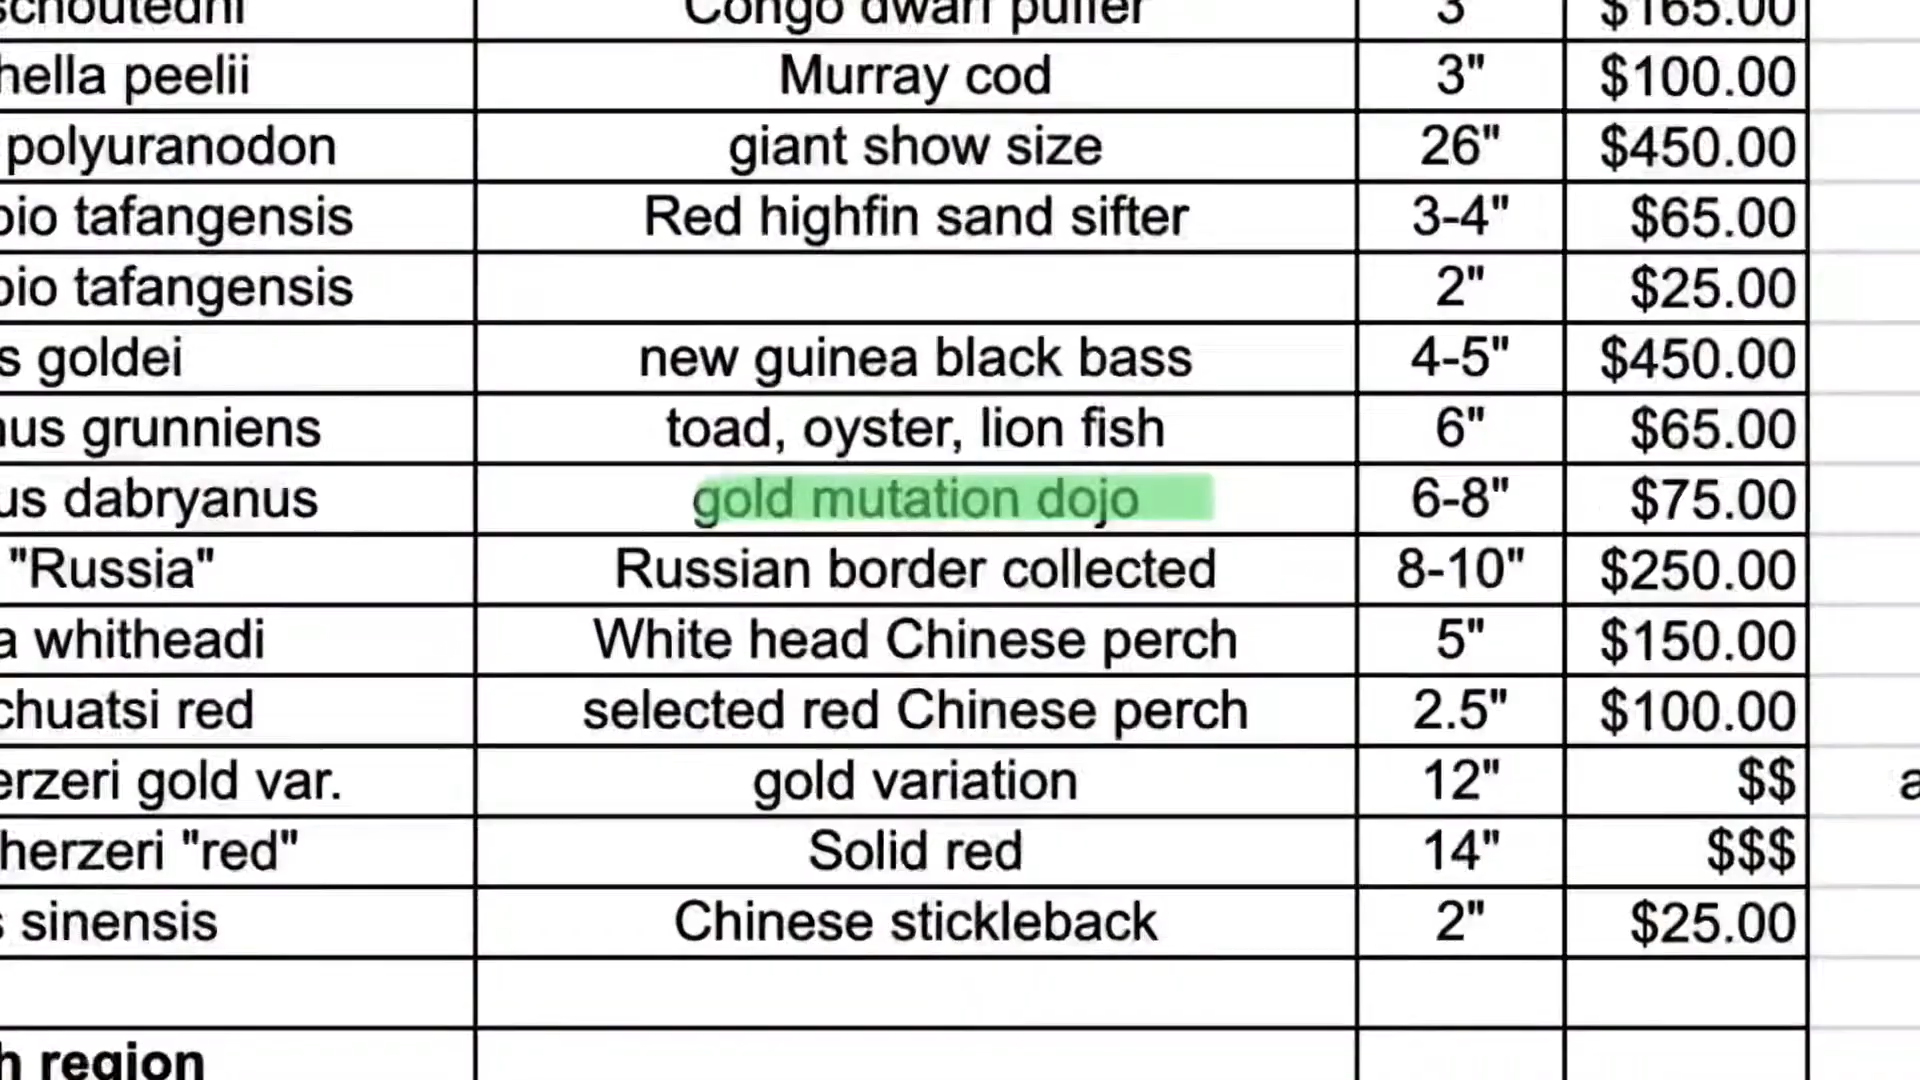 schoutedni Congo dwarf puffer 3" $165.00
hella peelii Murray cod 3" $100.00
polyuranodon giant show size 26" $450.00
bio tafangensis Red highfin sand sifter 3-4" $65.00
bio tafangensis 2" $25.00
s goldei new guinea black bass 4-5" $450.00
us grunniens toad, oyster, lion fish 6" $65.00
us dabryanus gold mutation dojo 6-8" $75.00
"Russia" Russian border collected 8-10" $250.00
a whitheadi White head Chinese perch 5" $150.00
chuatsi red selected red Chinese perch 2.5" $100.00
erzeri gold var. gold variation 12" $$ a
herzeri "red" Solid red 14" $$$
s sinensis Chinese stickleback 2" $25.00
h region